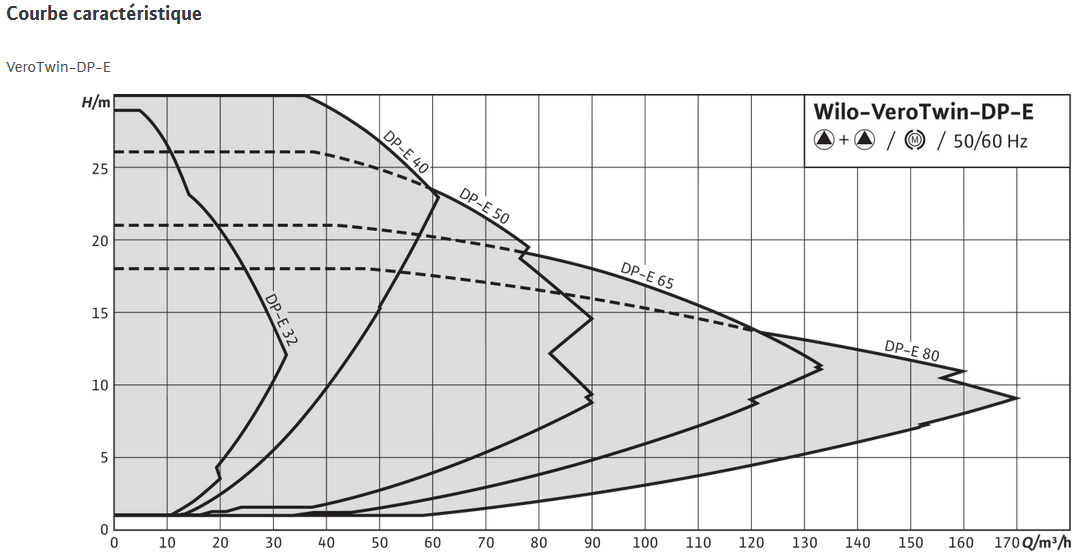 Courbe caractéristique
VeroTwin-DP-E
H/m
Wilo-VeroTwin-DP-E
+ / M / 50/60 Hz
DP-E 40
DP-E 50
DP-E 65
DP-E 32
DP-E 80
25
20
15
10
5
0
0 10 20 30 40 50 60 70 80 90 100 110 120 130 140 150 160 170 Q/m³/h